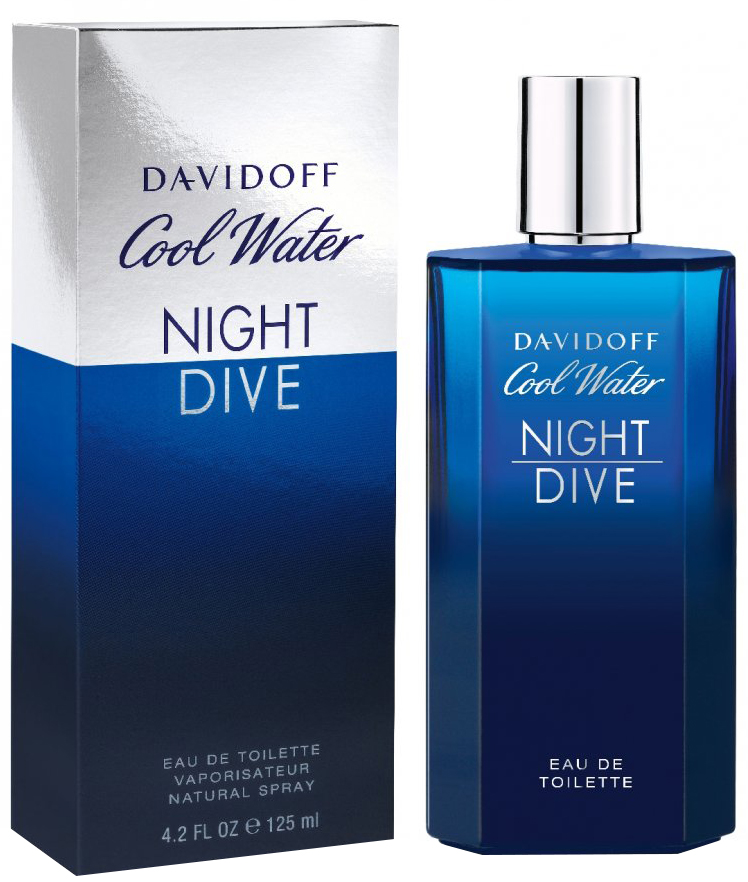 DAVIDOFF
Cool Water
NIGHT
DIVE
EAU DE TOILETTE
VAPORISATEUR
NATURAL SPRAY
4.2 FL OZ ℮ 125 ml
DAVIDOFF
Cool Water
NIGHT
DIVE
EAU DE
TOILETTE